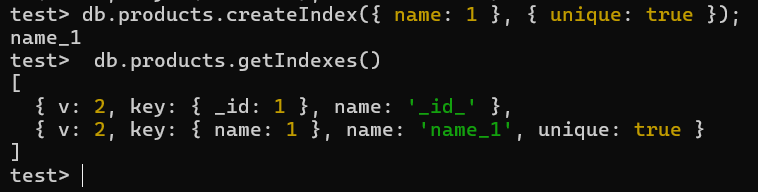 test> db.products.createIndex({ name: 1 }, { unique: true });
name_1
test>  db.products.getIndexes()
[
  { v: 2, key: { _id: 1 }, name: '_id_' },
  { v: 2, key: { name: 1 }, name: 'name_1', unique: true }
]
test>